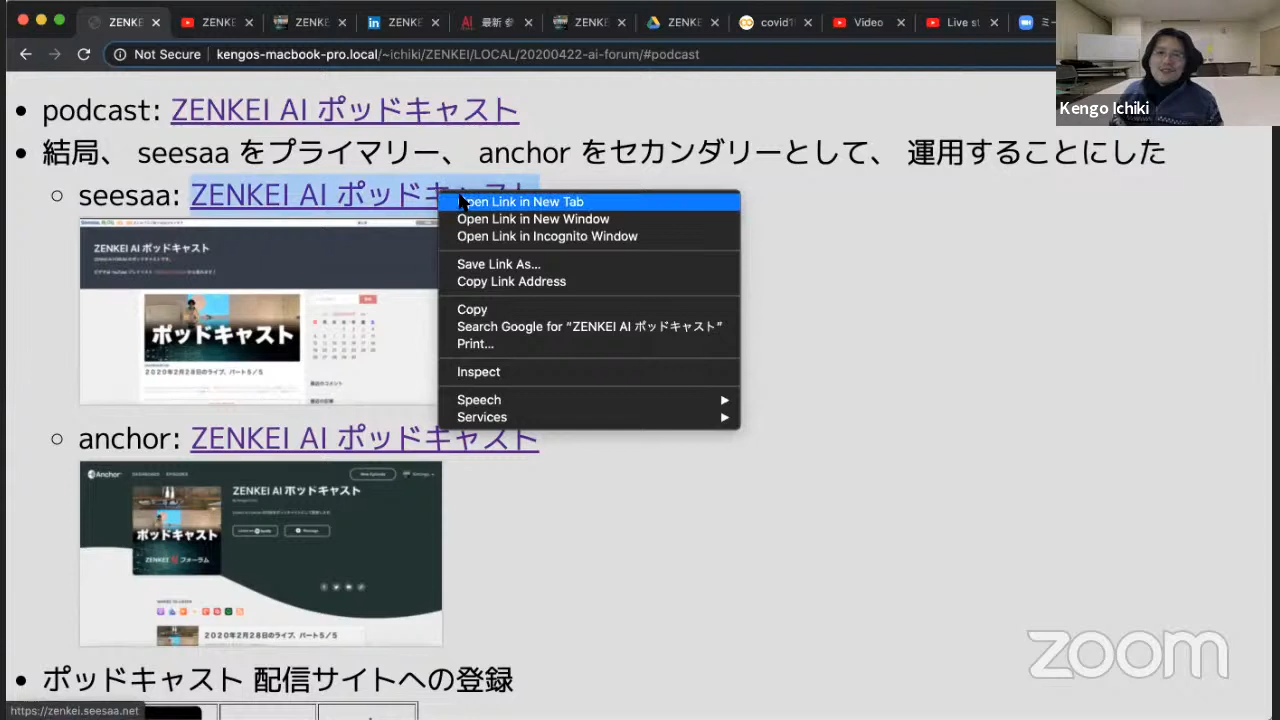 ZENKE
ZENKE
ZENKE
ZENKE
最新 参
ZENKE
ZENKE
covid1
Video
Live st
ミー
Not Secure
kengos-macbook-pro.local/~ichiki/ZENKEI/LOCAL/20200422-ai-forum/#podcast
Kengo Ichiki
podcast: ZENKEI AI ポッドキャスト
結局、 seesaa をプライマリー、 anchor をセカンダリーとして、 運用することにした
seesaa: ZENKEI AI ポッドキャスト
Open Link in New Tab
Open Link in New Window
Open Link in Incognito Window
Save Link As...
Copy Link Address
Copy
Search Google for “ZENKEI AI ポッドキャスト”
Print...
Inspect
Speech
Services
ZENKEI AI ポッドキャスト
ポッドキャスト
2020年2月28日のライブ、パート5／5
anchor: ZENKEI AI ポッドキャスト
Anchor
ZENKEI AI ポッドキャスト
ポッドキャスト
ZENKEI AI フォーラム
2020年2月28日のライブ、パート5／5
zoom
ポッドキャスト 配信サイトへの登録
https://zenkei.seesaa.net